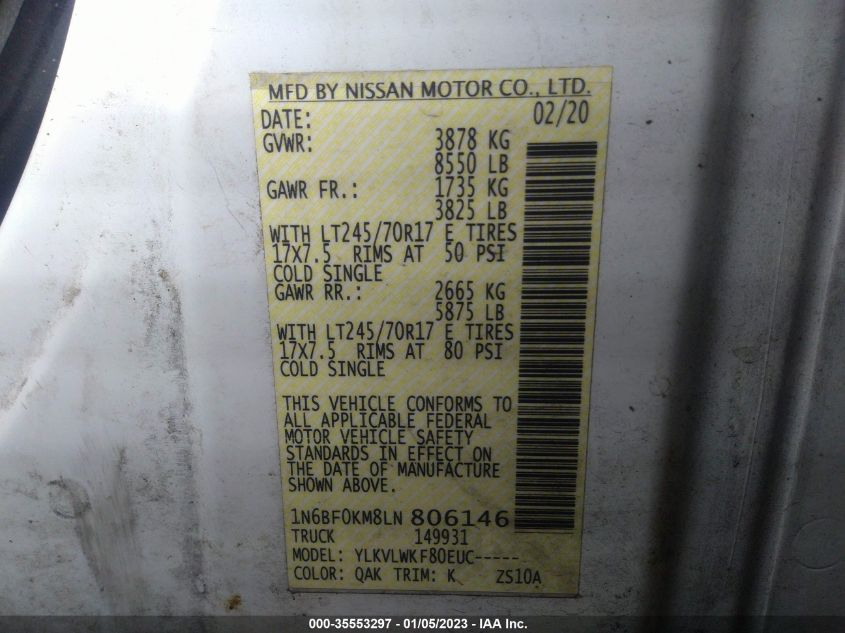 MFD BY NISSAN MOTOR CO., LTD.
DATE: 02/20
GVWR: 3878 KG
8550 LB
GAWR FR.: 1735 KG
3825 LB
WITH LT245/70R17 E TIRES
17X7.5 RIMS AT 50 PSI
COLD SINGLE
GAWR RR.: 2665 KG
5875 LB
WITH LT245/70R17 E TIRES
17X7.5 RIMS AT 80 PSI
COLD SINGLE
THIS VEHICLE CONFORMS TO
ALL APPLICABLE FEDERAL
MOTOR VEHICLE SAFETY
STANDARDS IN EFFECT ON
THE DATE OF MANUFACTURE
SHOWN ABOVE.
1N6BF0KM8LN 806146
TRUCK 149931
MODEL: YLKVLWKF80EUC-----
COLOR: QAK TRIM: K ZS10A
000-35553297 - 01/05/2023 - IAA Inc.